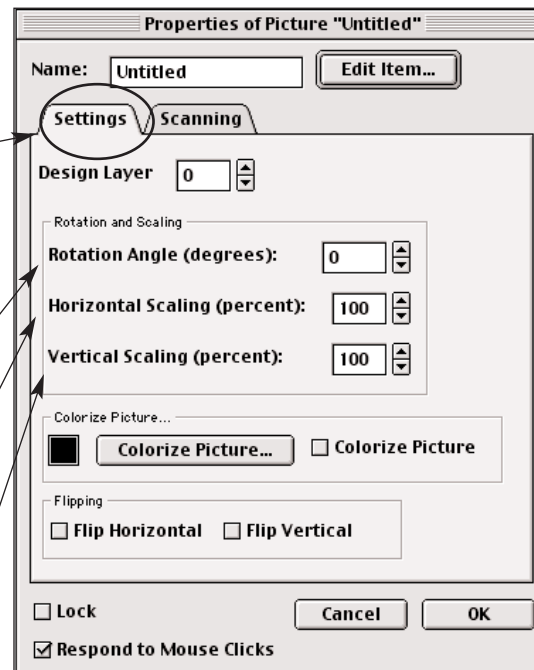 Properties of Picture "Untitled"
Name: Untitled Edit Item...
Settings Scanning
Design Layer 0
Rotation and Scaling
Rotation Angle (degrees): 0
Horizontal Scaling (percent): 100
Vertical Scaling (percent): 100
Colorize Picture...
Colorize Picture... Colorize Picture
Flipping
Flip Horizontal Flip Vertical
Lock Cancel OK
Respond to Mouse Clicks